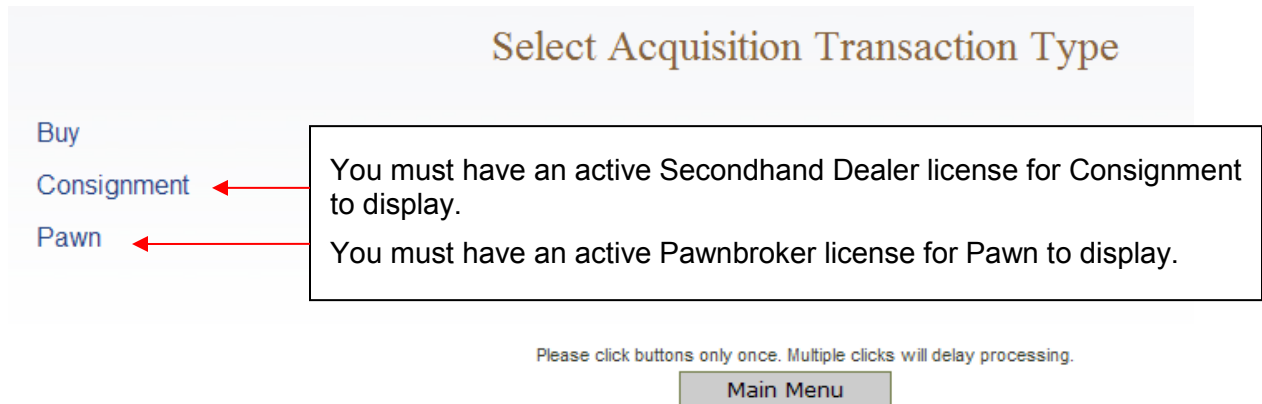 Select Acquisition Transaction Type
Buy
Consignment
Pawn
You must have an active Secondhand Dealer license for Consignment
to display.
You must have an active Pawnbroker license for Pawn to display.
Please click buttons only once. Multiple clicks will delay processing.
Main Menu